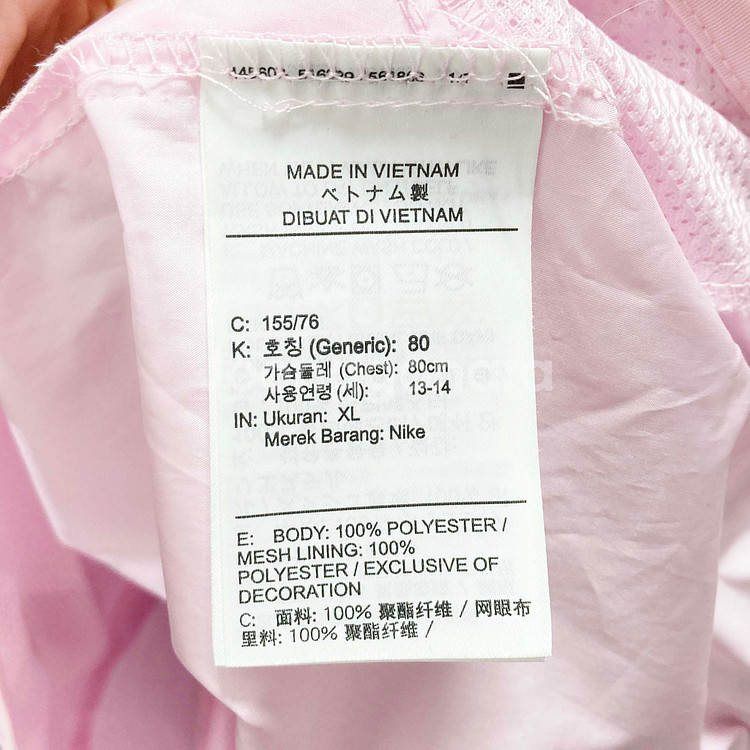 MADE IN VIETNAM
ベトナム製
DIBUAT DI VIETNAM
C: 155/76
K: 호칭 (Generic): 80
가슴둘레 (Chest): 80cm
사용연령 (세): 13-14
IN: Ukuran: XL
Merek Barang: Nike
E: BODY: 100% POLYESTER /
MESH LINING: 100%
POLYESTER / EXCLUSIVE OF
DECORATION
C: 面料: 100% 聚酯纤维 / 网眼布
里料: 100% 聚酯纤维 /